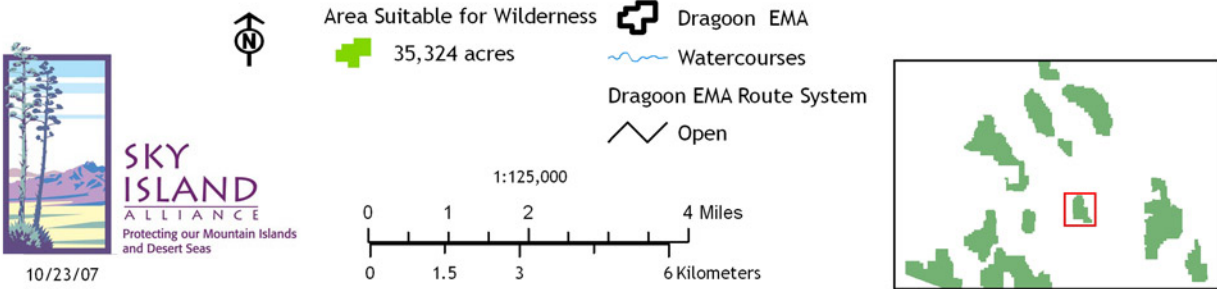 SKY
ISLAND
ALLIANCE
Protecting our Mountain Islands
and Desert Seas
10/23/07
N
Area Suitable for Wilderness
35,324 acres
Dragoon EMA
Watercourses
Dragoon EMA Route System
Open
1:125,000
0 1 2 4 Miles
0 1.5 3 6 Kilometers